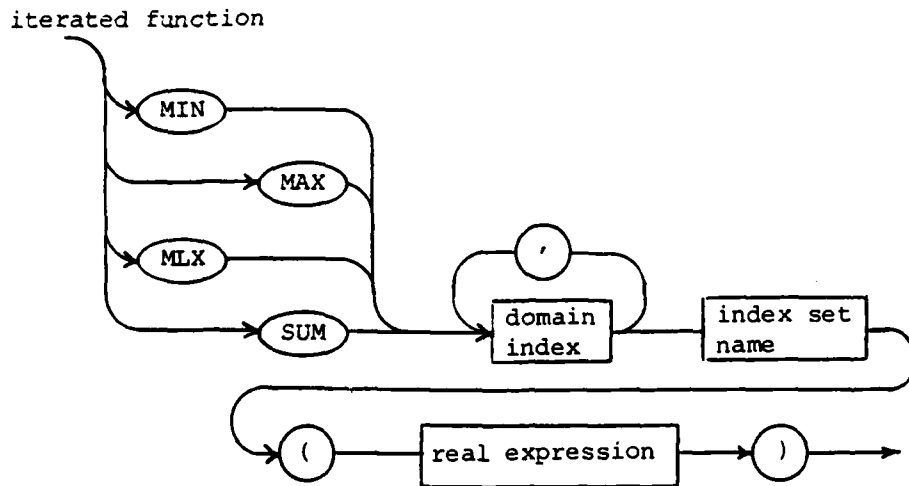 iterated function
MIN
MAX
MLX
,
SUM
domain
index
index set
name
(
real expression
)